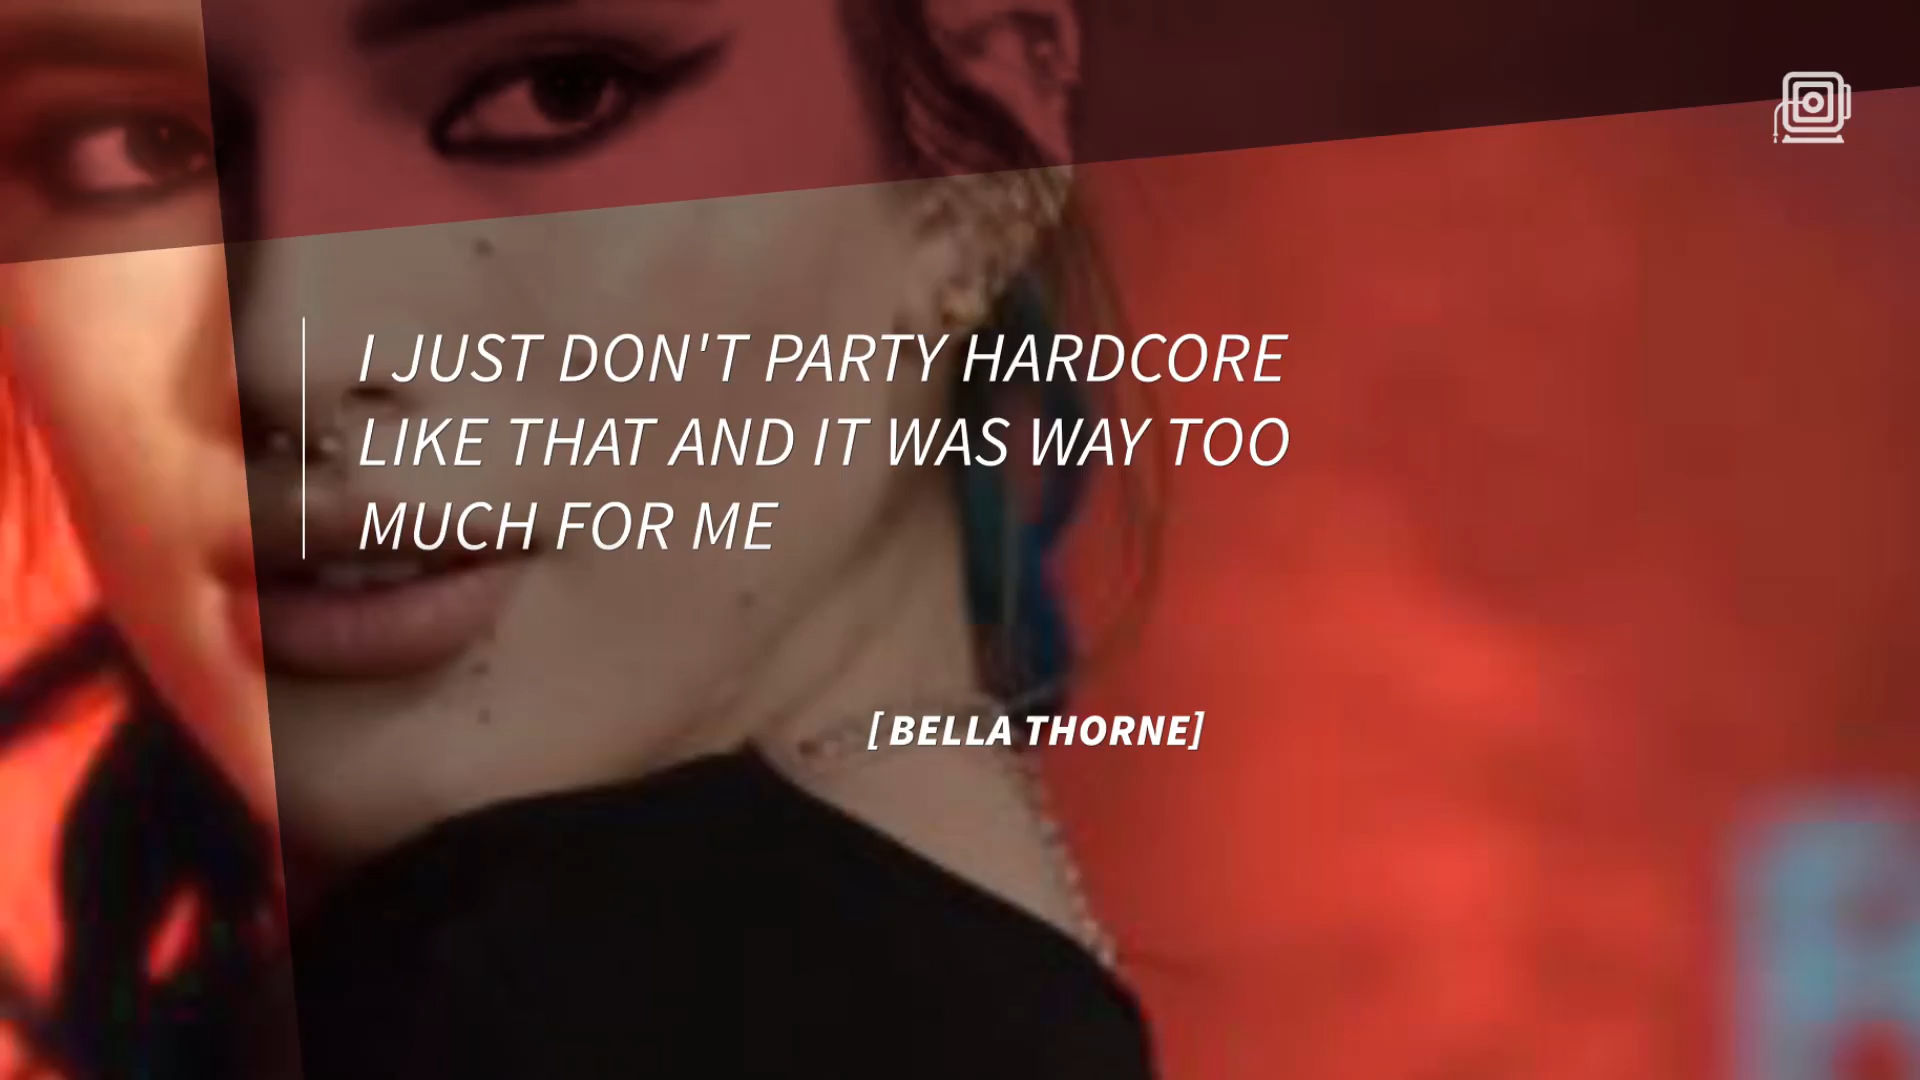 I JUST DON'T PARTY HARDCORE
LIKE THAT AND IT WAS WAY TOO
MUCH FOR ME
[BELLA THORNE]